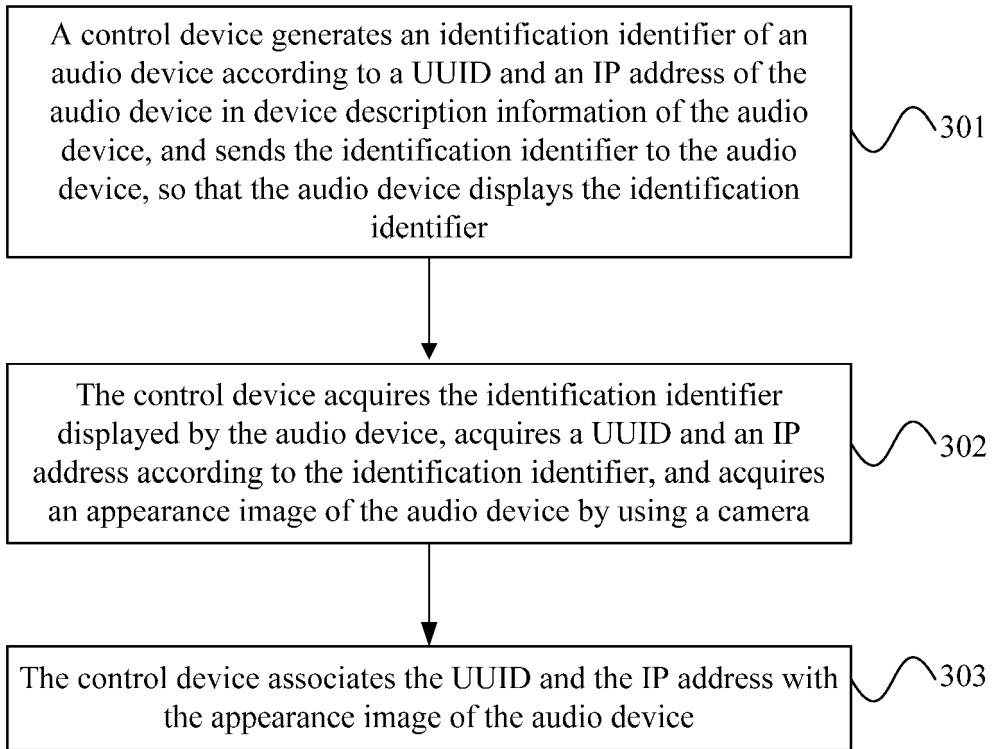 A control device generates an identification identifier of an
audio device according to a UUID and an IP address of the
audio device in device description information of the audio
device, and sends the identification identifier to the audio
device, so that the audio device displays the identification
identifier
301
The control device acquires the identification identifier
displayed by the audio device, acquires a UUID and an IP
address according to the identification identifier, and acquires
an appearance image of the audio device by using a camera
302
The control device associates the UUID and the IP address with
the appearance image of the audio device
303